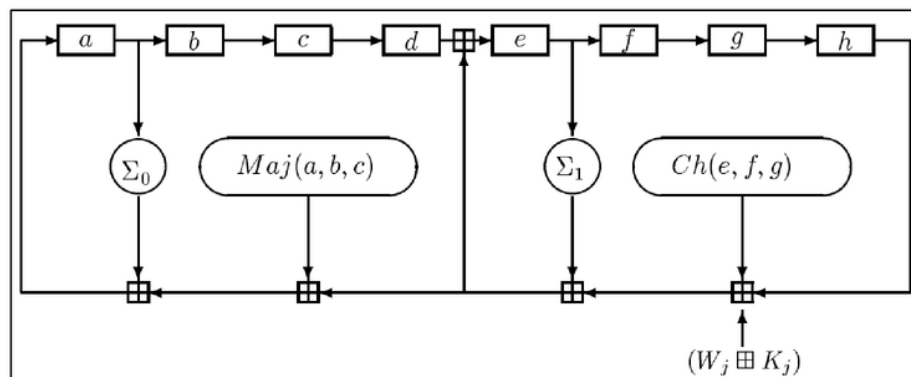 a b c d ⊞ e f g h
Σ₀ Maj(a, b, c) Σ₁ Ch(e, f, g)
⊞ ⊞ ⊞ ⊞
(Wⱼ ⊞ Kⱼ)